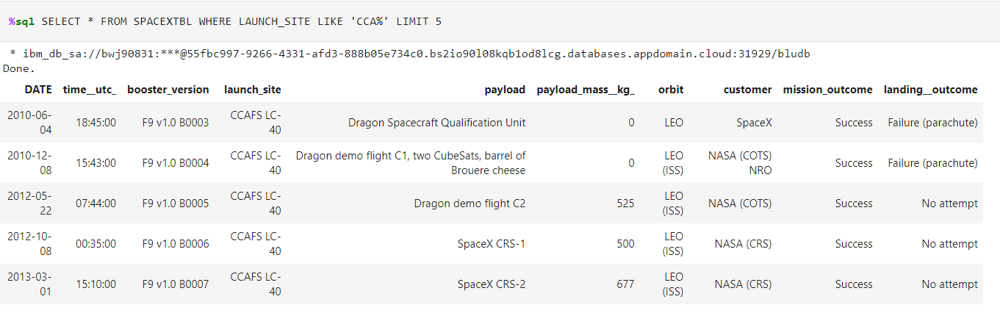 %sql SELECT * FROM SPACEXTBL WHERE LAUNCH_SITE LIKE 'CCA%' LIMIT 5
* ibm_db_sa://bwj90831:***@55fbc997-9266-4331-afd3-888b05e734c0.bs2io90l08kqb1od8lcg.databases.appdomain.cloud:31929/bludb
Done.
DATE time__utc_ booster_version launch_site payload payload_mass__kg_ orbit customer mission_outcome landing__outcome
2010-06-04 18:45:00 F9 v1.0 B0003 CCAFS LC-40 Dragon Spacecraft Qualification Unit 0 LEO SpaceX Success Failure (parachute)
2010-12-08 15:43:00 F9 v1.0 B0004 CCAFS LC-40 Dragon demo flight C1, two CubeSats, barrel of Brouere cheese 0 LEO (ISS) NASA (COTS) NRO Success Failure (parachute)
2012-05-22 07:44:00 F9 v1.0 B0005 CCAFS LC-40 Dragon demo flight C2 525 LEO (ISS) NASA (COTS) Success No attempt
2012-10-08 00:35:00 F9 v1.0 B0006 CCAFS LC-40 SpaceX CRS-1 500 LEO (ISS) NASA (CRS) Success No attempt
2013-03-01 15:10:00 F9 v1.0 B0007 CCAFS LC-40 SpaceX CRS-2 677 LEO (ISS) NASA (CRS) Success No attempt